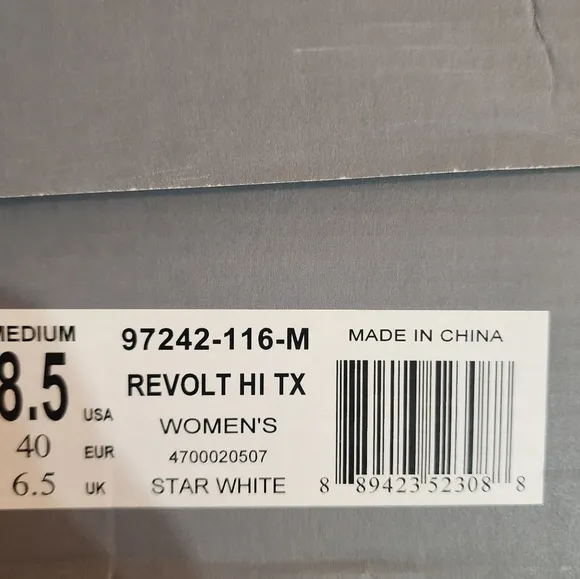 MEDIUM
8.5 USA
40 EUR
6.5 UK
97242-116-M
REVOLT HI TX
WOMEN'S
4700020507
STAR WHITE
MADE IN CHINA
8 89423 52308 8